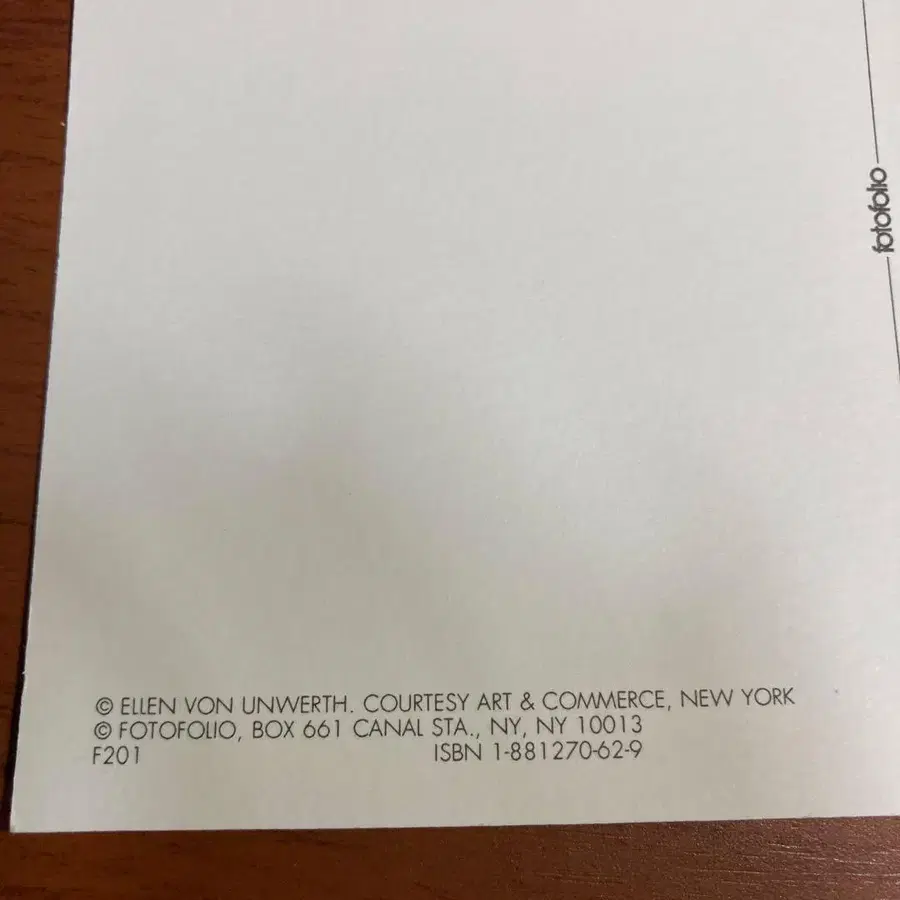 fotofolio
© ELLEN VON UNWERTH. COURTESY ART & COMMERCE, NEW YORK
© FOTOFOLIO, BOX 661 CANAL STA., NY, NY 10013
F201 ISBN 1-881270-62-9